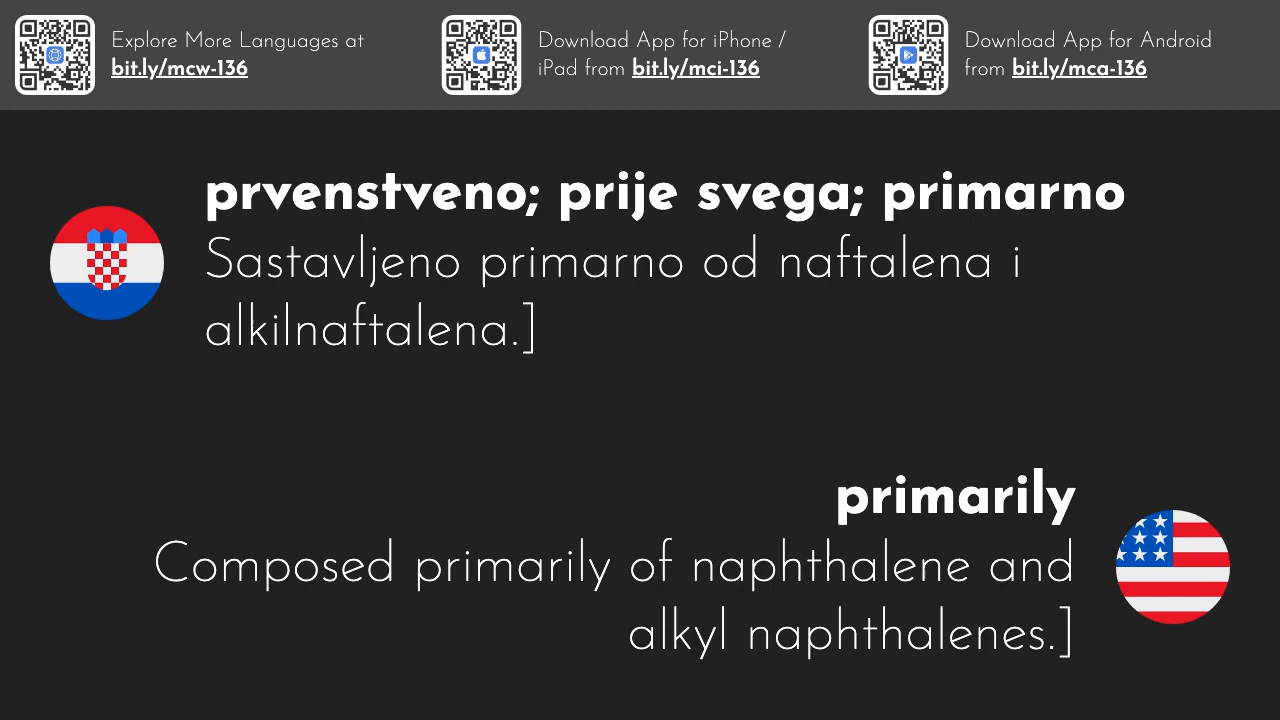 Explore More Languages at
bit.ly/mcw-136
Download App for iPhone /
iPad from bit.ly/mci-136
Download App for Android
from bit.ly/mca-136
prvenstveno; prije svega; primarno
Sastavljeno primarno od naftalena i
alkilnaftalena.]
primarily
Composed primarily of naphthalene and
alkyl naphthalenes.]